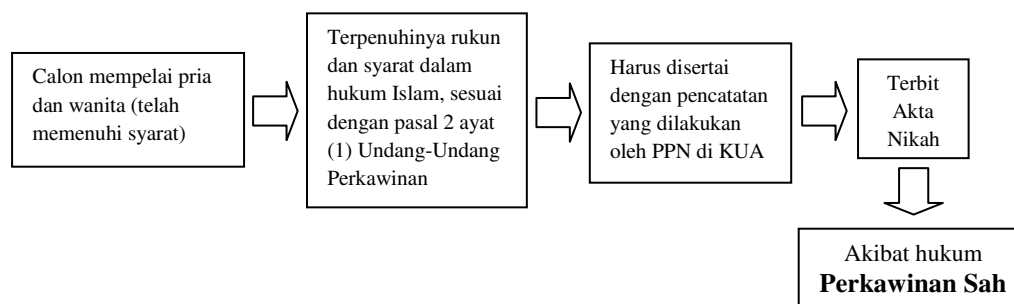 Calon mempelai pria
dan wanita (telah
memenuhi syarat)
Terpenuhinya rukun
dan syarat dalam
hukum Islam, sesuai
dengan pasal 2 ayat
(1) Undang-Undang
Perkawinan
Harus disertai
dengan pencatatan
yang dilakukan
oleh PPN di KUA
Terbit
Akta
Nikah
Akibat hukum
Perkawinan Sah